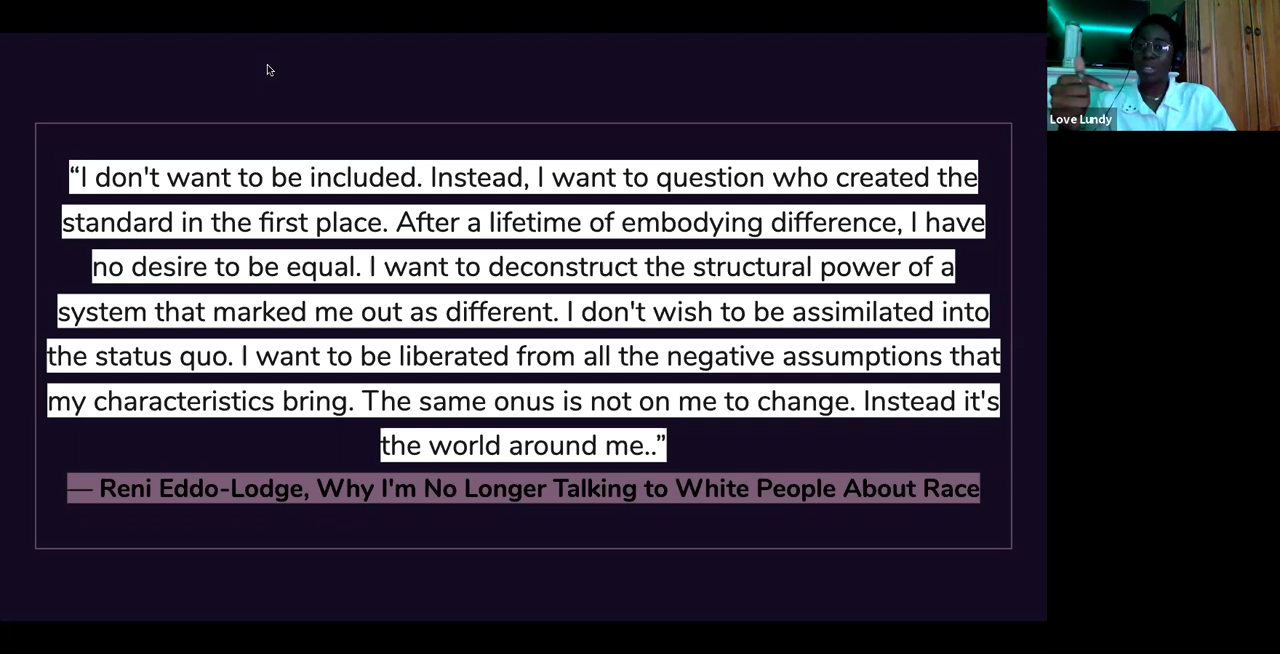 “I don't want to be included. Instead, I want to question who created the
standard in the first place. After a lifetime of embodying difference, I have
no desire to be equal. I want to deconstruct the structural power of a
system that marked me out as different. I don't wish to be assimilated into
the status quo. I want to be liberated from all the negative assumptions that
my characteristics bring. The same onus is not on me to change. Instead it's
the world around me..”
— Reni Eddo-Lodge, Why I'm No Longer Talking to White People About Race
Love Lundy